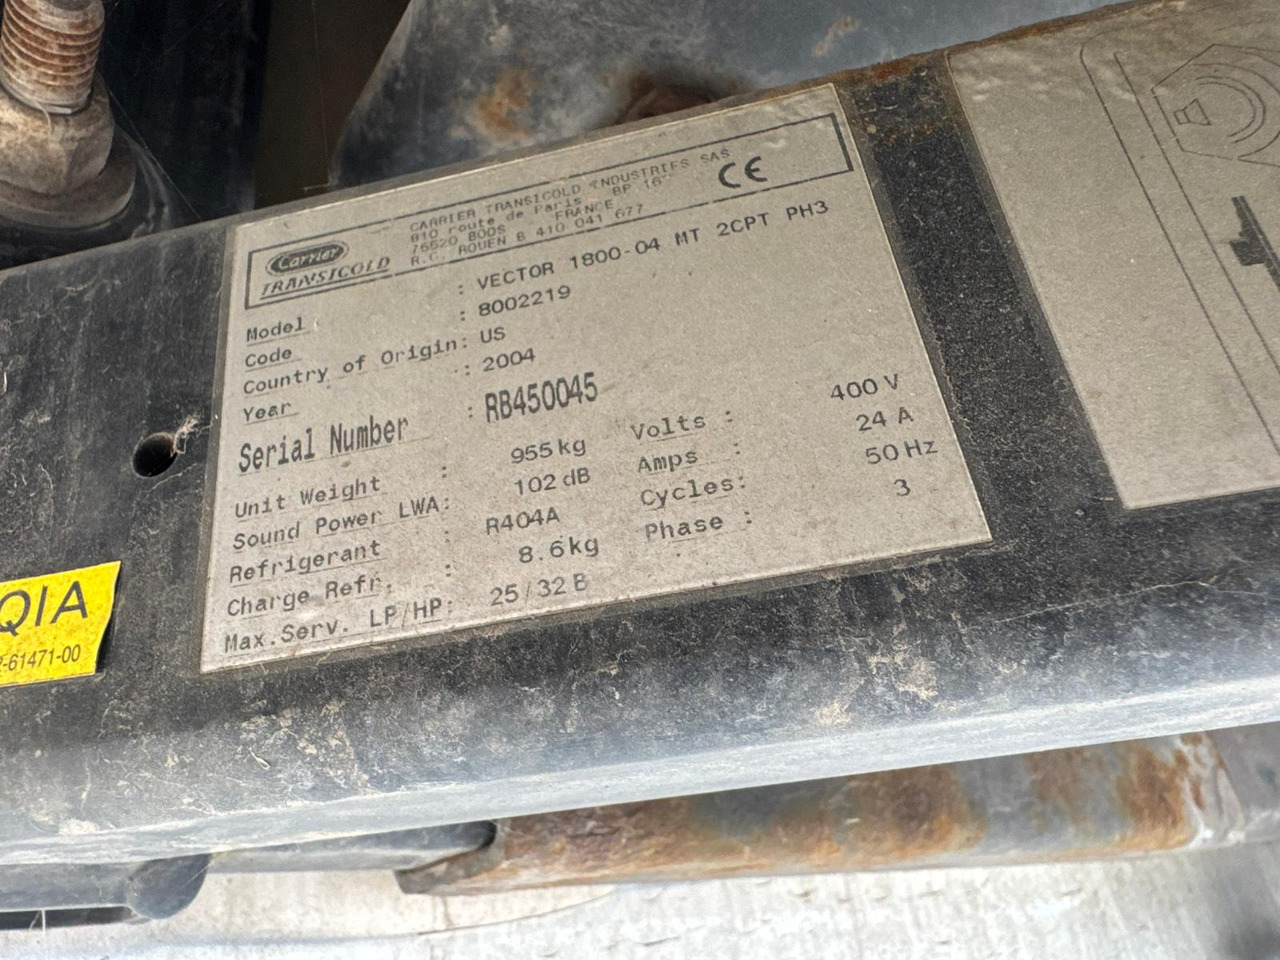 Carrier
TRANSICOLD
CARRIER TRANSICOLD INDUSTRIES SAS
810 route de Paris BP 16
76520 BOOS FRANCE
R.C. ROUEN B 410 041 677
CE
Model : VECTOR 1800-04 MT 2CPT PH3
Code : 8002219
Country of Origin: US
Year : 2004
Serial Number : RB450045
Unit Weight : 955 kg Volts : 400 V
Sound Power LWA: 102 dB Amps : 24 A
Refrigerant : R404A Cycles: 50 Hz
Charge Refr. : 8.6 kg Phase : 3
Max.Serv. LP/HP: 25/32 B
QIA
-61471-00